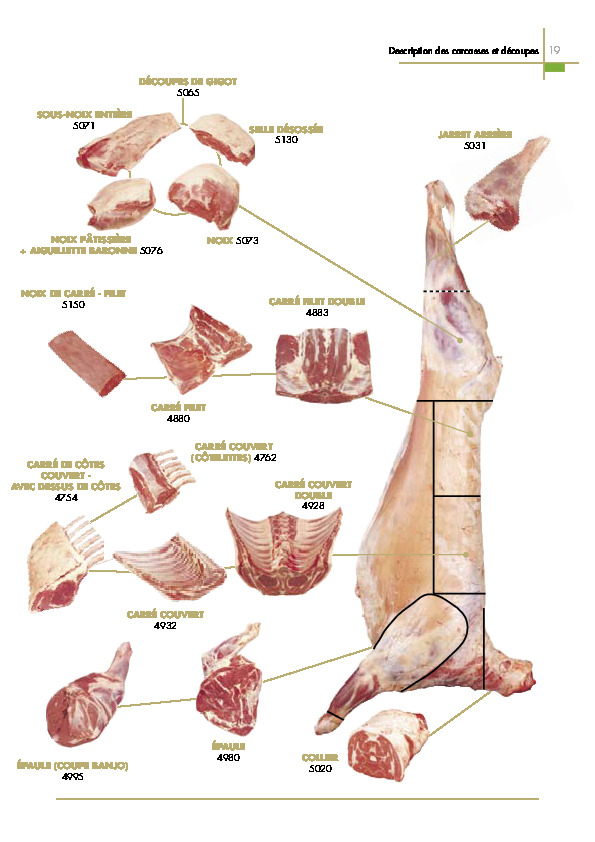 Description des carcasses et découpes 19
DÉCOUPES DE GIGOT
5065
SOUS-NOIX ENTIÈRE
5071
SELLE DÉSOSSÉE
5130
JARRET ARRIÈRE
5031
NOIX PÂTISSIÈRE
+ AIGUILLETTE BARONNE 5076
NOIX 5073
NOIX DE CARRÉ - FILET
5150
CARRÉ FILET DOUBLE
4883
CARRÉ FILET
4880
CARRÉ COUVERT
(CÔTELETTES) 4762
CARRÉ DE CÔTES
COUVERT -
AVEC DESSUS DE CÔTES
4754
CARRÉ COUVERT
DOUBLE
4928
CARRÉ COUVERT
4932
ÉPAULE
4980
COLLIER
5020
ÉPAULE (COUPE BANJO)
4995